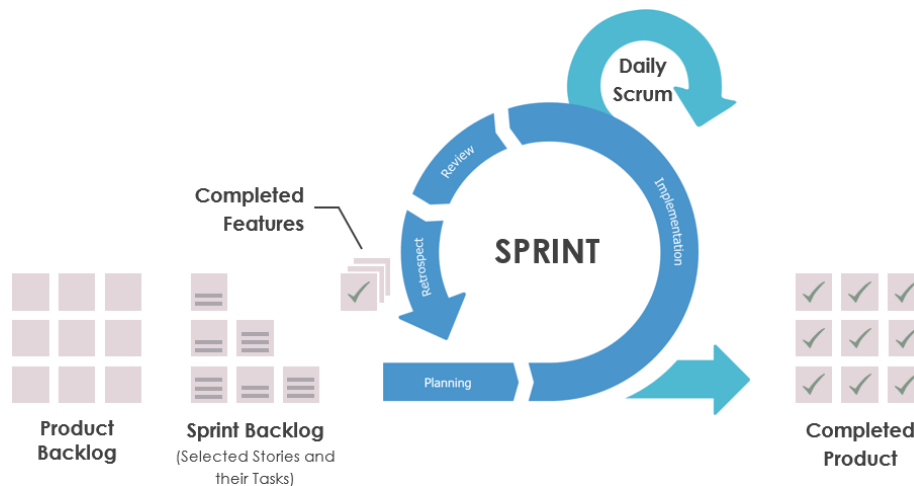 Daily
Scrum
Review
Implementation
Completed
Features
SPRINT
Retrospect
Planning
Product
Backlog
Sprint Backlog
(Selected Stories and
their Tasks)
Completed
Product